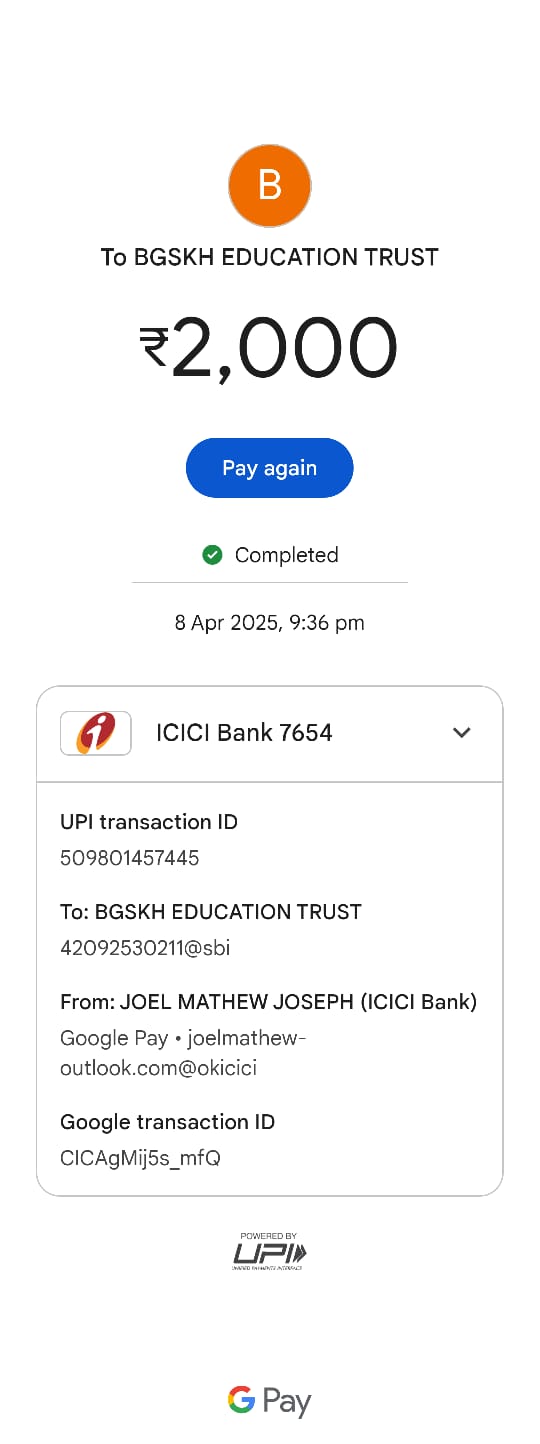 B
To BGSKH EDUCATION TRUST
₹2,000
Pay again
Completed
8 Apr 2025, 9:36 pm
ICICI Bank 7654
UPI transaction ID
509801457445
To: BGSKH EDUCATION TRUST
42092530211@sbi
From: JOEL MATHEW JOSEPH (ICICI Bank)
Google Pay • joelmathew-
outlook.com@okicici
Google transaction ID
CICAgMij5s_mfQ
POWERED BY
UPI
UNIFIED PAYMENTS INTERFACE
G Pay